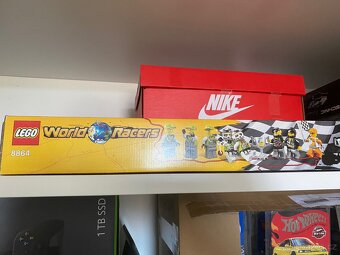 NIKE
LEGO
World Racers
8864
1 TB SSD
Hot Wheels